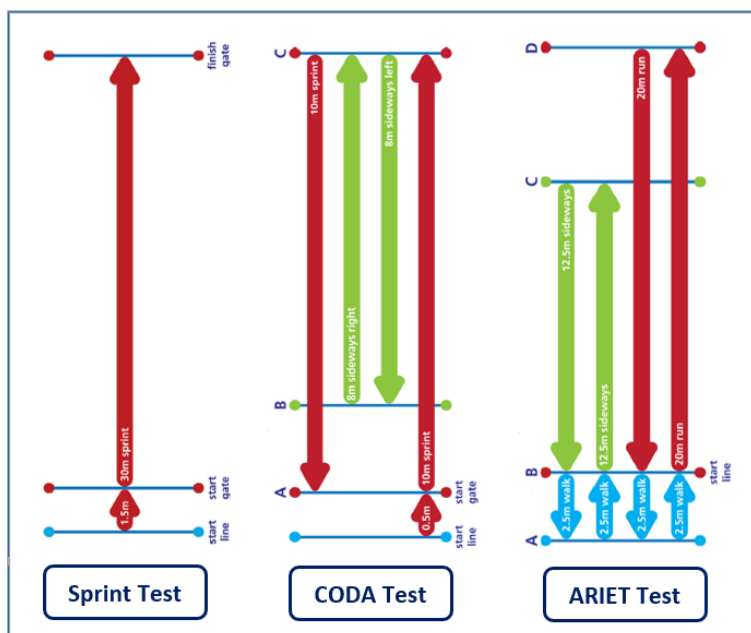 finish
gate
30m sprint
start
gate
1.5m
start
line
Sprint Test
C
10m sprint
8m sideways right
8m sideways left
B
A
10m sprint
start
gate
0.5m
start
line
CODA Test
D
20m run
C
12.5m sideways
12.5m sideways
20m run
B
start
line
2.5m walk
2.5m walk
2.5m walk
2.5m walk
A
ARIET Test